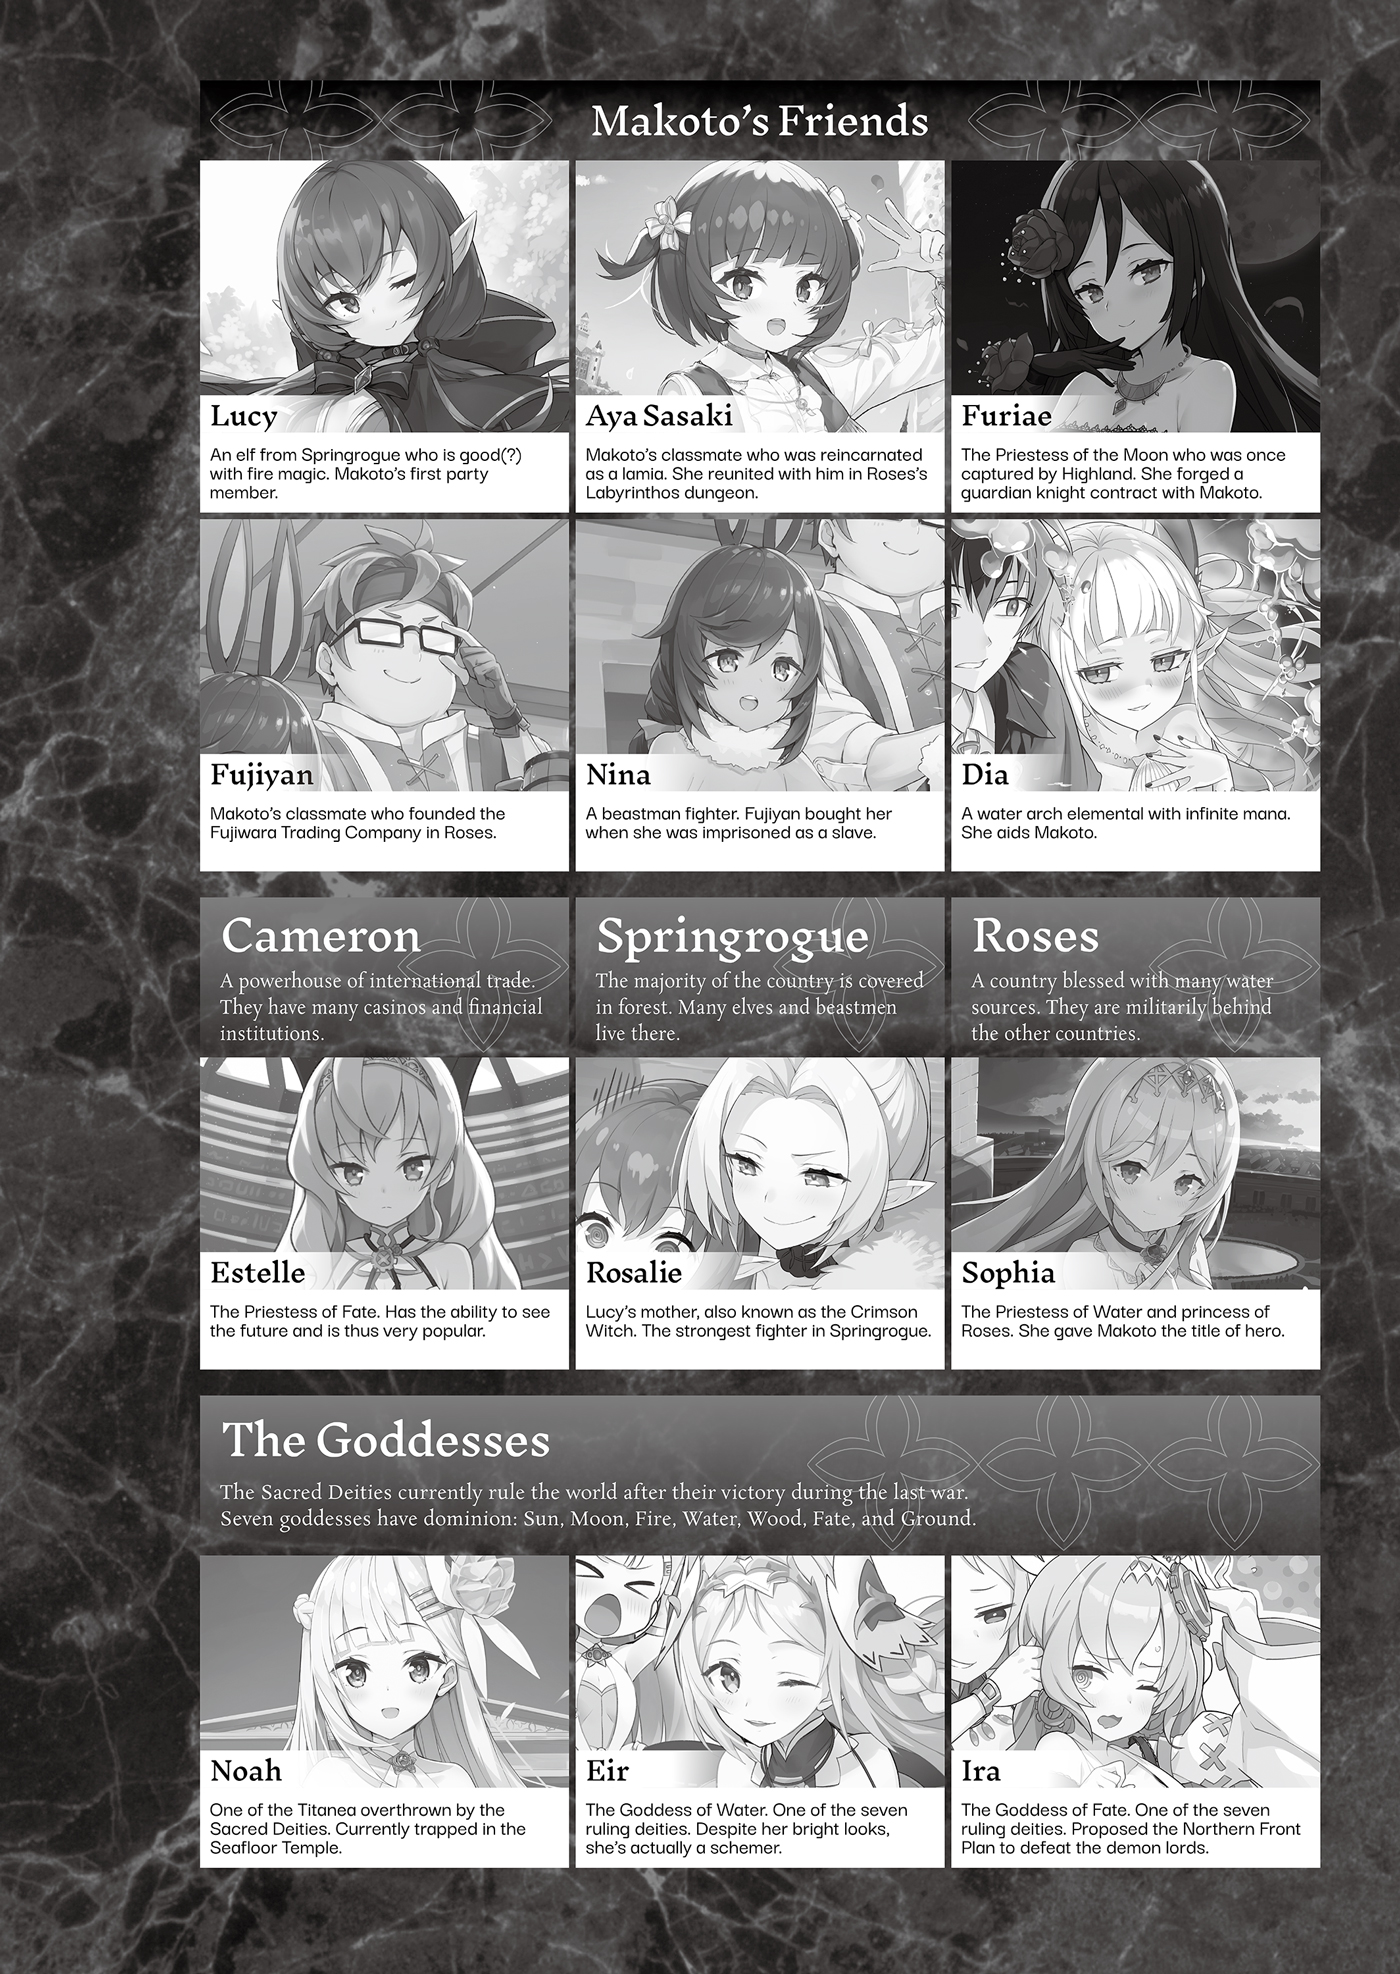 Makoto's Friends
Lucy
An elf from Springrogue who is good(?)
with fire magic. Makoto's first party
member.
Aya Sasaki
Makoto's classmate who was reincarnated
as a lamia. She reunited with him in Roses's
Labyrinthos dungeon.
Furiae
The Priestess of the Moon who was once
captured by Highland. She forged a
guardian knight contract with Makoto.
Fujiyan
Makoto's classmate who founded the
Fujiwara Trading Company in Roses.
Nina
A beastman fighter. Fujiyan bought her
when she was imprisoned as a slave.
Dia
A water arch elemental with infinite mana.
She aids Makoto.
Cameron
A powerhouse of international trade.
They have many casinos and financial
institutions.
Estelle
The Priestess of Fate. Has the ability to see
the future and is thus very popular.
Springrogue
The majority of the country is covered
in forest. Many elves and beastmen
live there.
Rosalie
Lucy's mother, also known as the Crimson
Witch. The strongest fighter in Springrogue.
Roses
A country blessed with many water
sources. They are militarily behind
the other countries.
Sophia
The Priestess of Water and princess of
Roses. She gave Makoto the title of hero.
The Goddesses
The Sacred Deities currently rule the world after their victory during the last war.
Seven goddesses have dominion: Sun, Moon, Fire, Water, Wood, Fate, and Ground.
Noah
One of the Titanea overthrown by the
Sacred Deities. Currently trapped in the
Seafloor Temple.
Eir
The Goddess of Water. One of the seven
ruling deities. Despite her bright looks,
she's actually a schemer.
Ira
The Goddess of Fate. One of the seven
ruling deities. Proposed the Northern Front
Plan to defeat the demon lords.